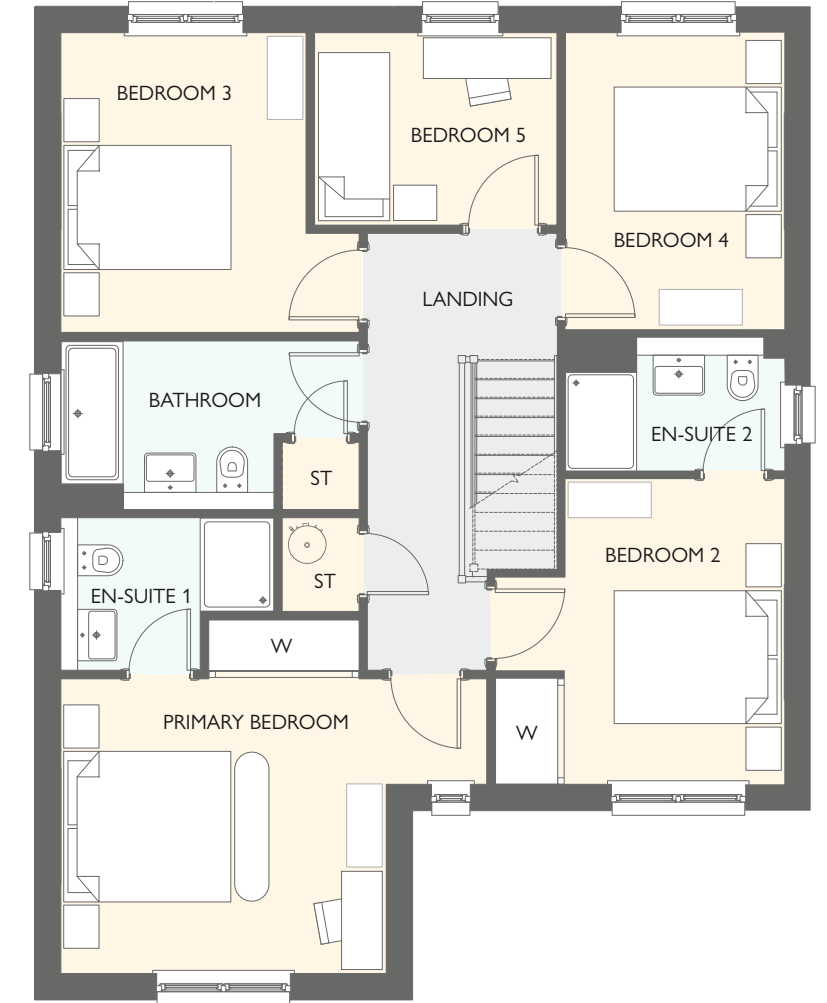 BEDROOM 3
BEDROOM 5
BEDROOM 4
LANDING
BATHROOM
EN-SUITE 2
ST
BEDROOM 2
ST
EN-SUITE 1
W
PRIMARY BEDROOM
W